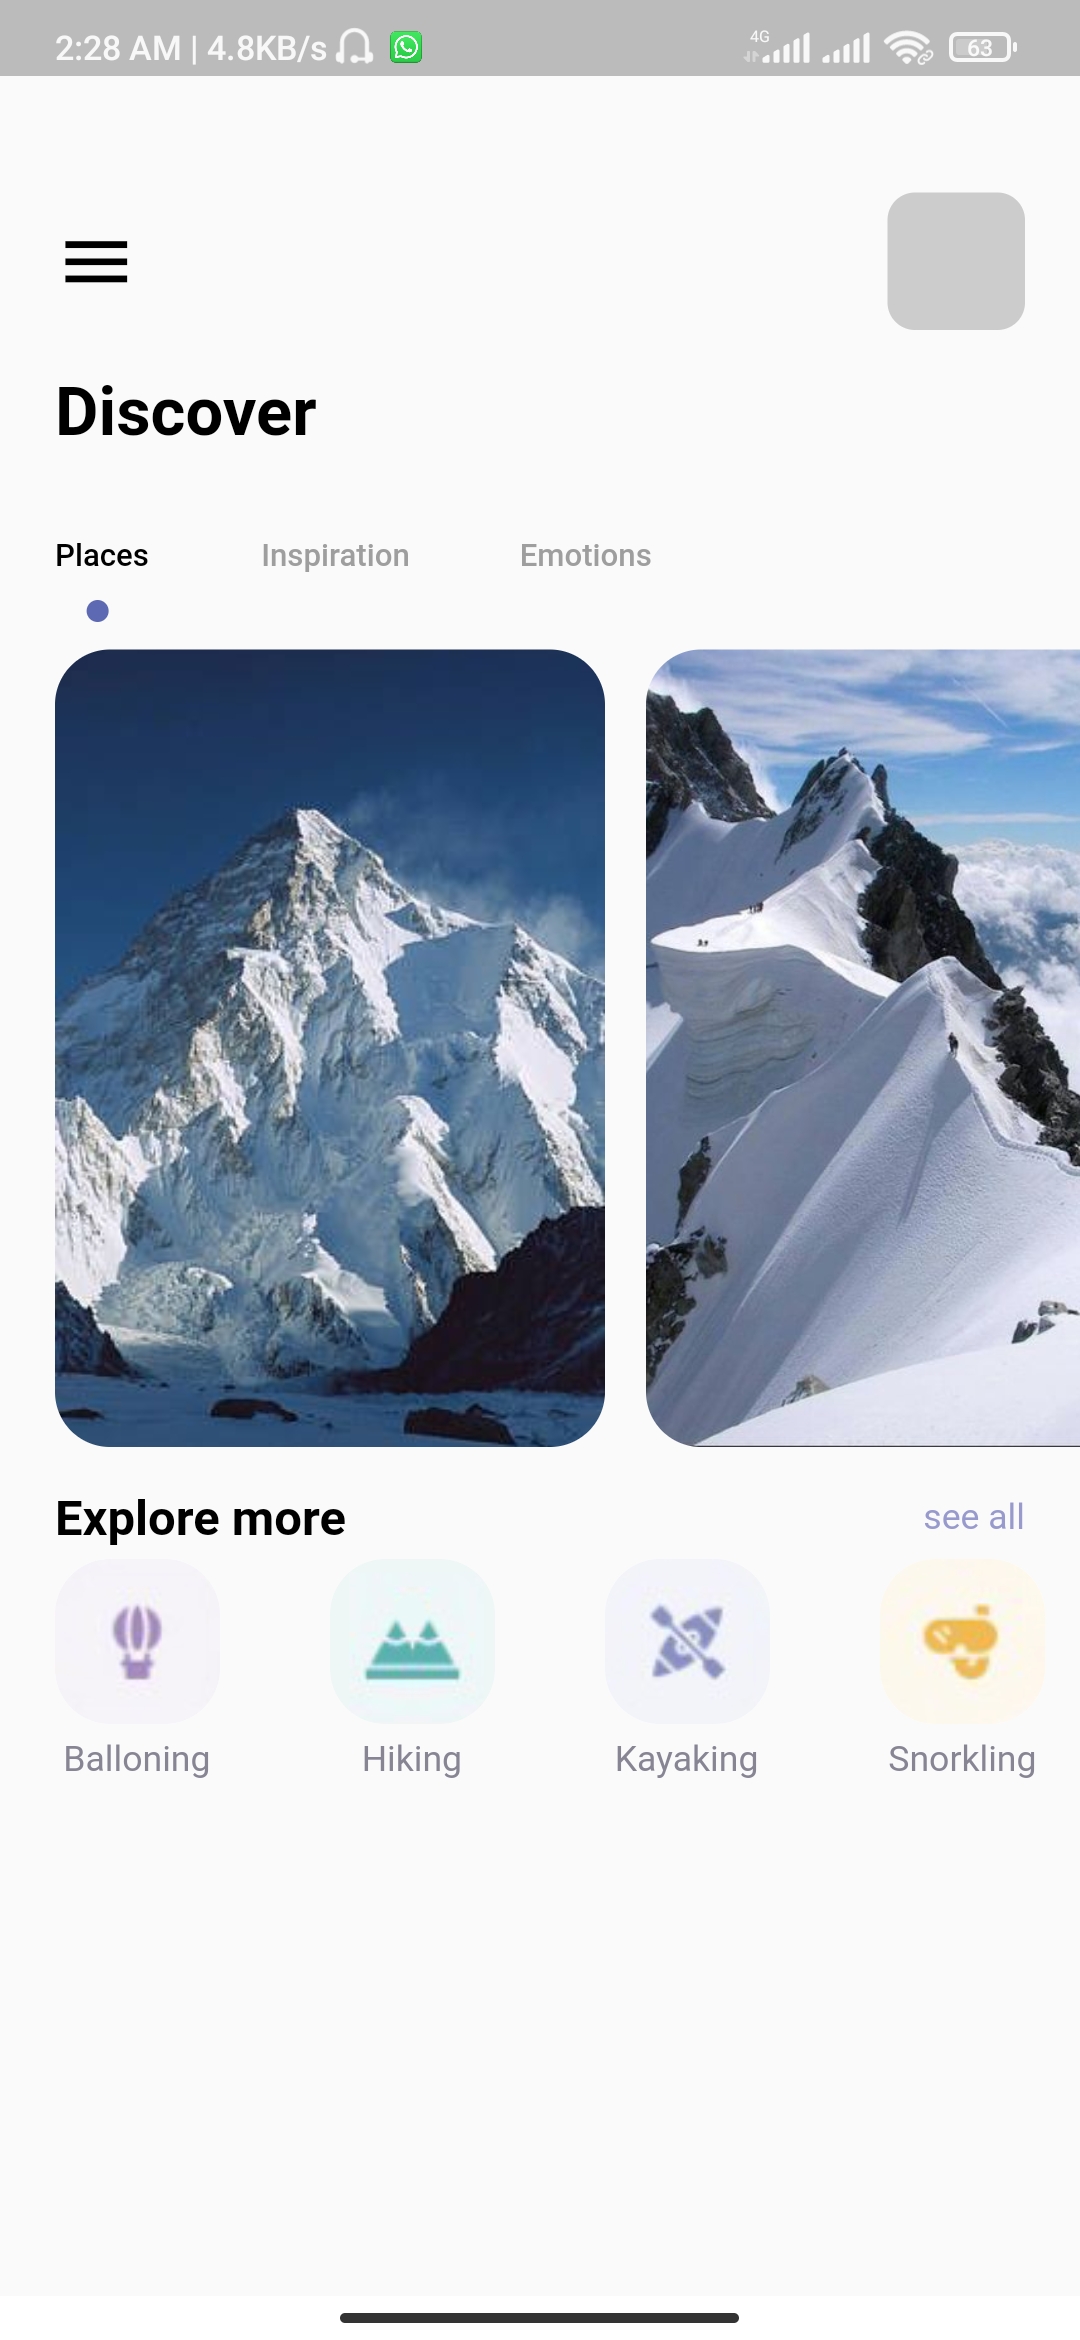 2:28 AM | 4.8KB/s 4G 63
Discover
Places Inspiration Emotions
Explore more see all
Balloning Hiking Kayaking Snorkling